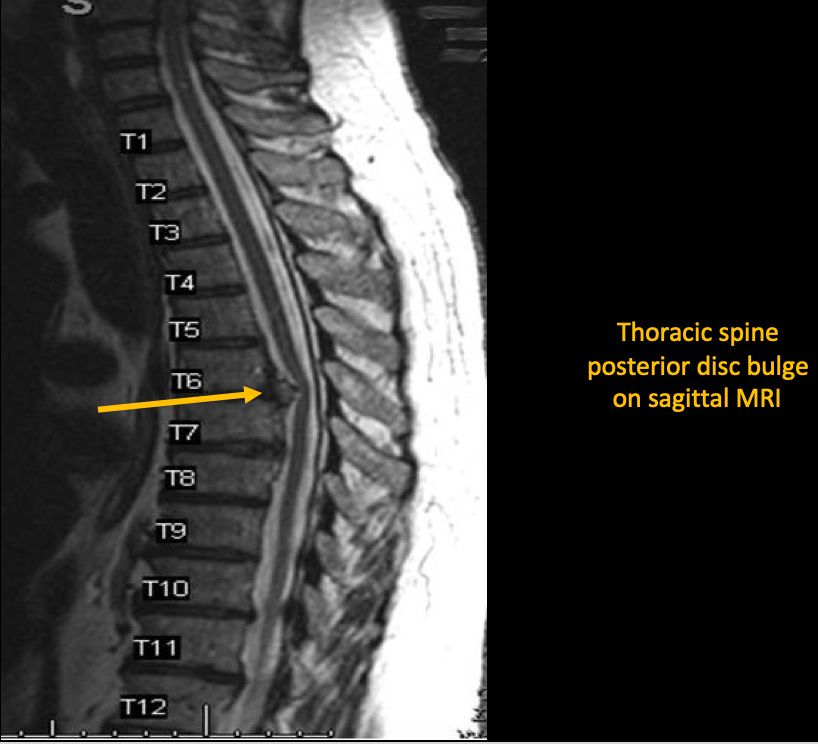 S
T1
T2
T3
T4
T5
T6
T7
T8
T9
T10
T11
T12
Thoracic spine
posterior disc bulge
on sagittal MRI